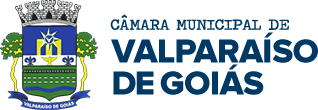 CÂMARA MUNICIPAL DE
VALPARAÍSO
DE GOIÁS
VALPARAÍSO DE GOIÁS